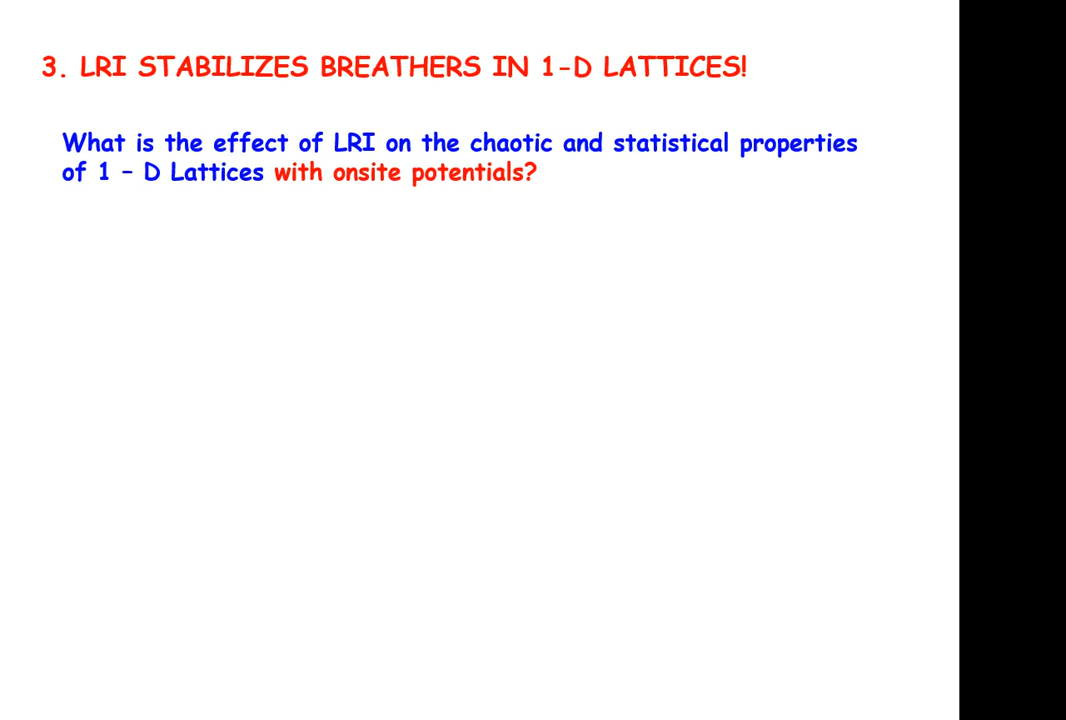 3. LRI STABILIZES BREATHERS IN 1-D LATTICES!
What is the effect of LRI on the chaotic and statistical properties
of 1 – D Lattices with onsite potentials?